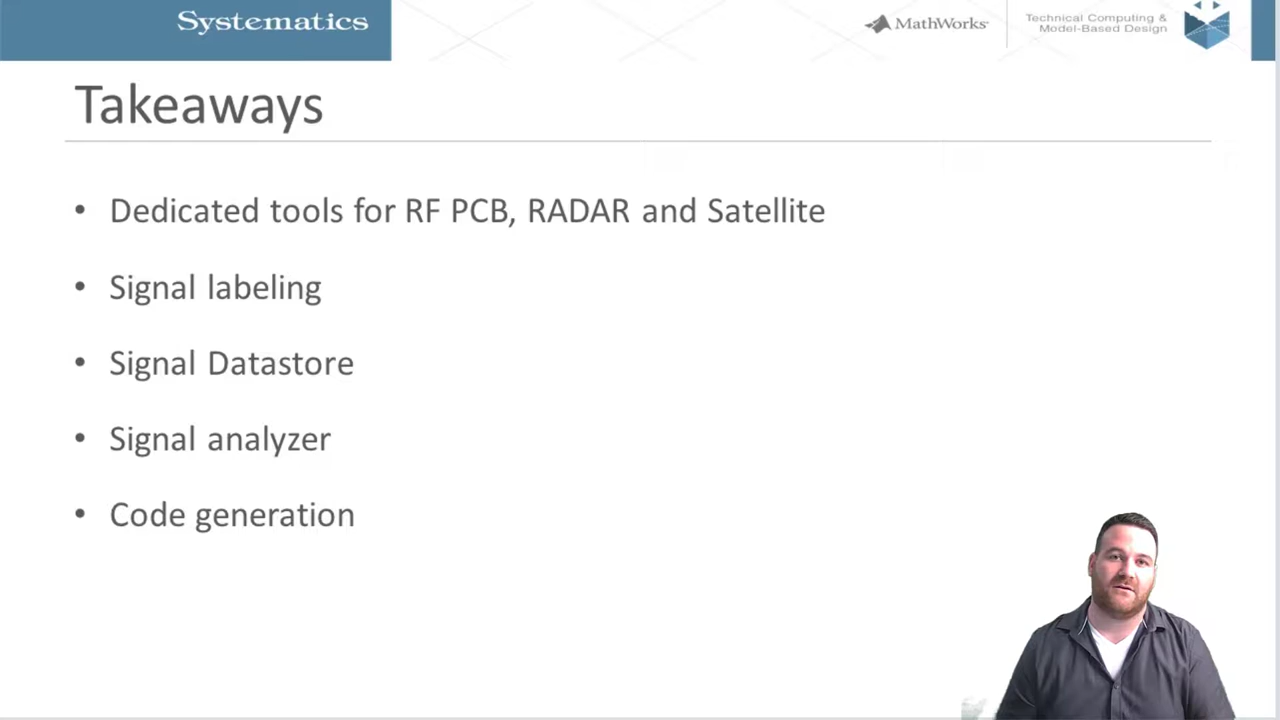 Systematics
MathWorks
Technical Computing &
Model-Based Design
Takeaways
• Dedicated tools for RF PCB, RADAR and Satellite
• Signal labeling
• Signal Datastore
• Signal analyzer
• Code generation